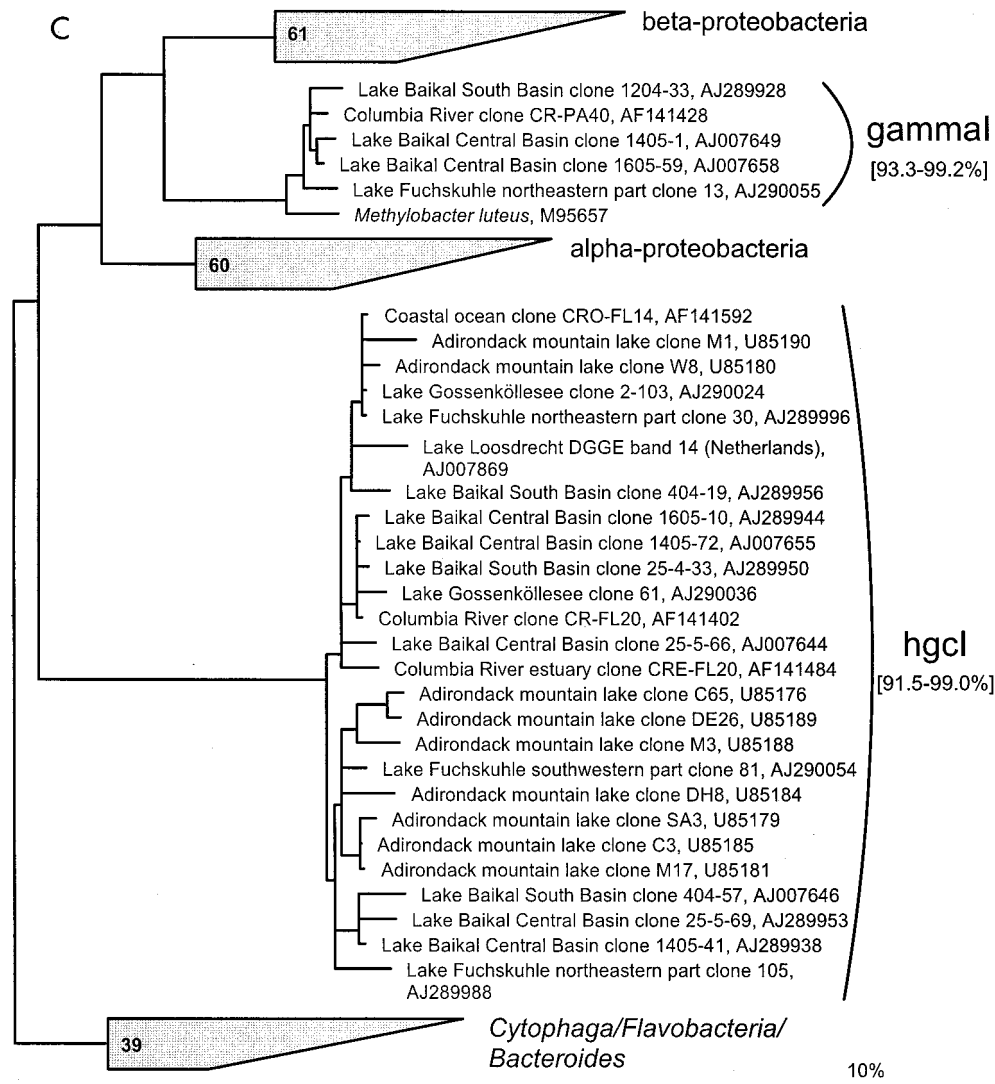 C
61
beta-proteobacteria
Lake Baikal South Basin clone 1204-33, AJ289928
Columbia River clone CR-PA40, AF141428
Lake Baikal Central Basin clone 1405-1, AJ007649
Lake Baikal Central Basin clone 1605-59, AJ007658
Lake Fuchskuhle northeastern part clone 13, AJ290055
Methylobacter luteus, M95657
gammaI
[93.3-99.2%]
60
alpha-proteobacteria
Coastal ocean clone CRO-FL14, AF141592
Adirondack mountain lake clone M1, U85190
Adirondack mountain lake clone W8, U85180
Lake Gossenköllesee clone 2-103, AJ290024
Lake Fuchskuhle northeastern part clone 30, AJ289996
Lake Loosdrecht DGGE band 14 (Netherlands),
AJ007869
Lake Baikal South Basin clone 404-19, AJ289956
Lake Baikal Central Basin clone 1605-10, AJ289944
Lake Baikal Central Basin clone 1405-72, AJ007655
Lake Baikal South Basin clone 25-4-33, AJ289950
Lake Gossenköllesee clone 61, AJ290036
Columbia River clone CR-FL20, AF141402
Lake Baikal Central Basin clone 25-5-66, AJ007644
Columbia River estuary clone CRE-FL20, AF141484
Adirondack mountain lake clone C65, U85176
Adirondack mountain lake clone DE26, U85189
Adirondack mountain lake clone M3, U85188
Lake Fuchskuhle southwestern part clone 81, AJ290054
Adirondack mountain lake clone DH8, U85184
Adirondack mountain lake clone SA3, U85179
Adirondack mountain lake clone C3, U85185
Adirondack mountain lake clone M17, U85181
Lake Baikal South Basin clone 404-57, AJ007646
Lake Baikal Central Basin clone 25-5-69, AJ289953
Lake Baikal Central Basin clone 1405-41, AJ289938
Lake Fuchskuhle northeastern part clone 105,
AJ289988
hgcI
[91.5-99.0%]
39
Cytophaga/Flavobacteria/
Bacteroides
10%